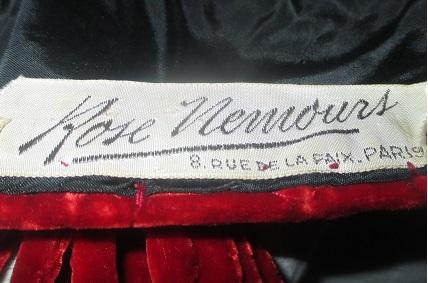 Rose Nemours
8. RUE DE LA PAIX. PARIS